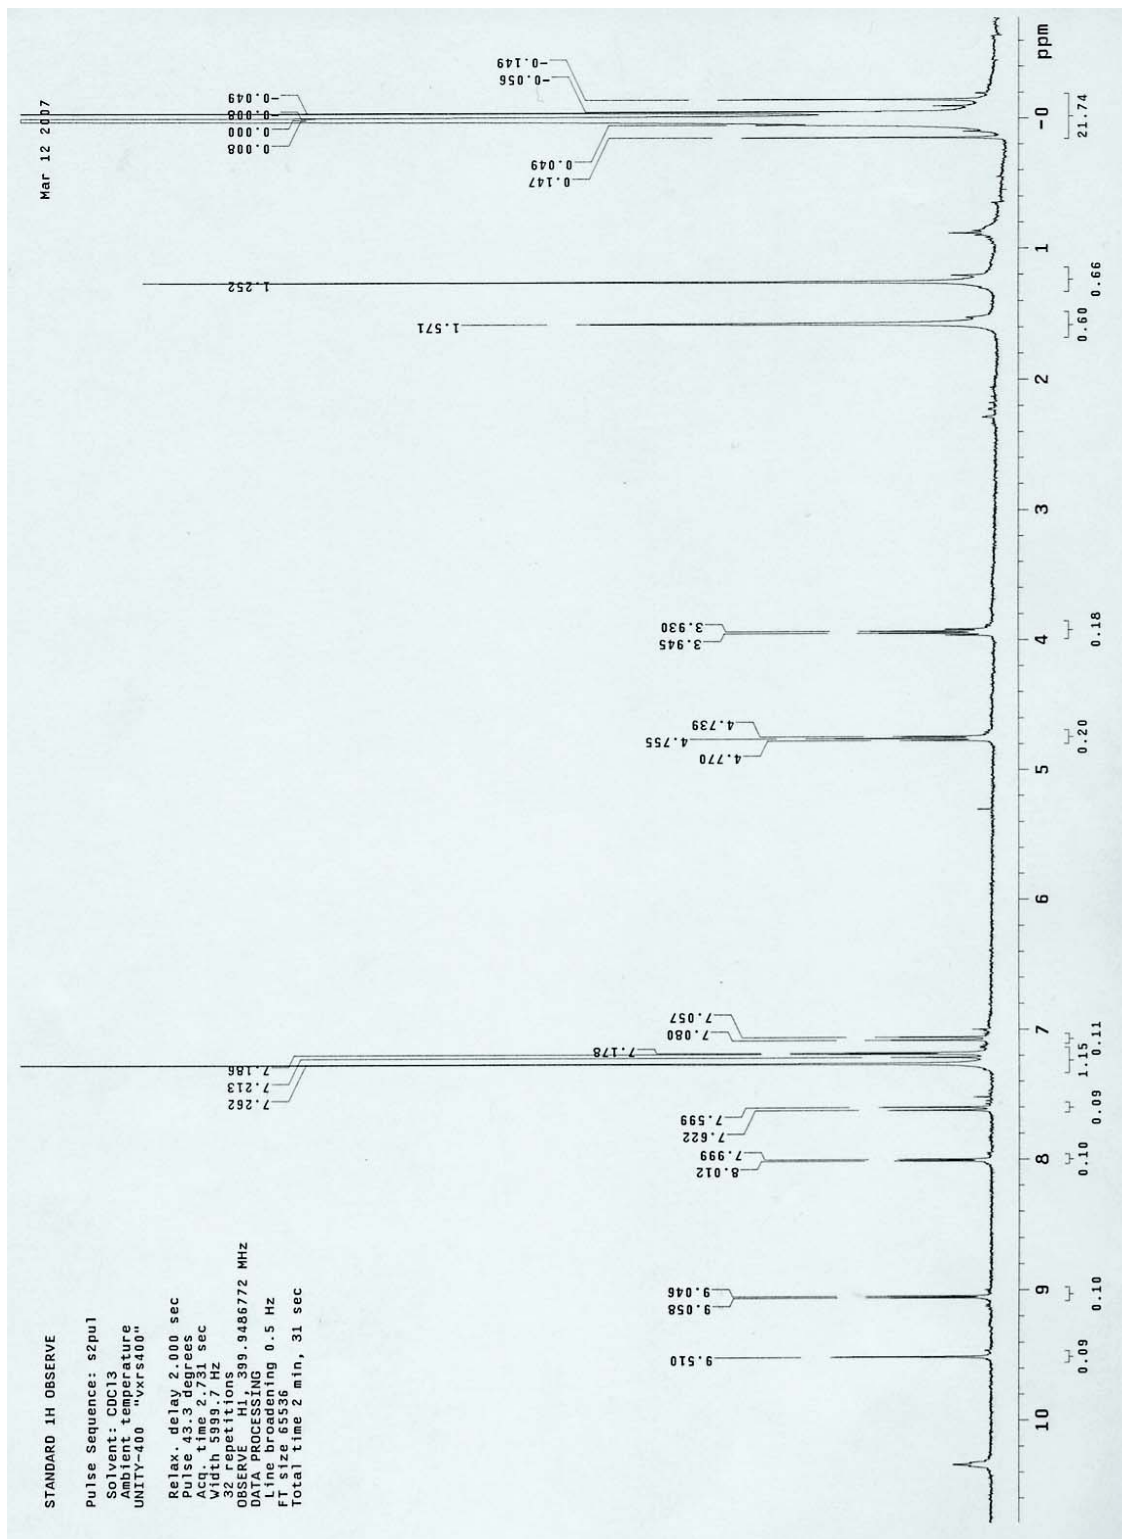 STANDARD 1H OBSERVE
Mar 12 2007
Pulse Sequence: s2pul
Solvent: CDCl3
Ambient temperature
UNITY-400 "vxrs400"
Relax. delay 2.000 sec
Pulse 43.3 degrees
Acq. time 2.731 sec
Width 5999.7 Hz
32 repetitions
OBSERVE H1, 399.9486772 MHz
DATA PROCESSING
Line broadening 0.5 Hz
FT size 65536
Total time 2 min, 31 sec
9.510
9.058
9.046
8.012
7.999
7.622
7.599
7.262
7.213
7.186
7.178
7.080
7.057
4.770
4.755
4.739
3.945
3.930
1.571
1.252
0.147
0.049
0.008
0.000
-0.008
-0.049
-0.056
-0.149
10 9 8 7 6 5 4 3 2 1 -0 ppm
0.09 0.10 0.10 0.09 1.15 0.11 0.20 0.18 0.60 0.66 21.74